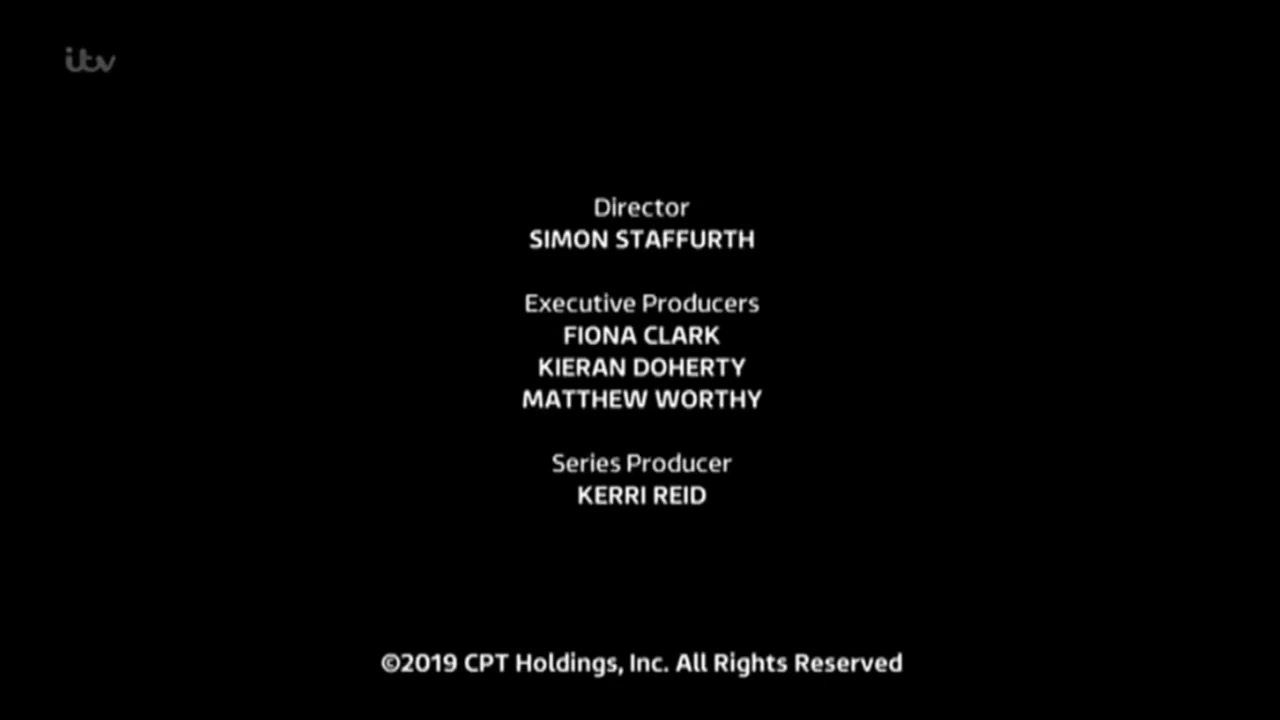 itv
Director
SIMON STAFFURTH
Executive Producers
FIONA CLARK
KIERAN DOHERTY
MATTHEW WORTHY
Series Producer
KERRI REID
©2019 CPT Holdings, Inc. All Rights Reserved